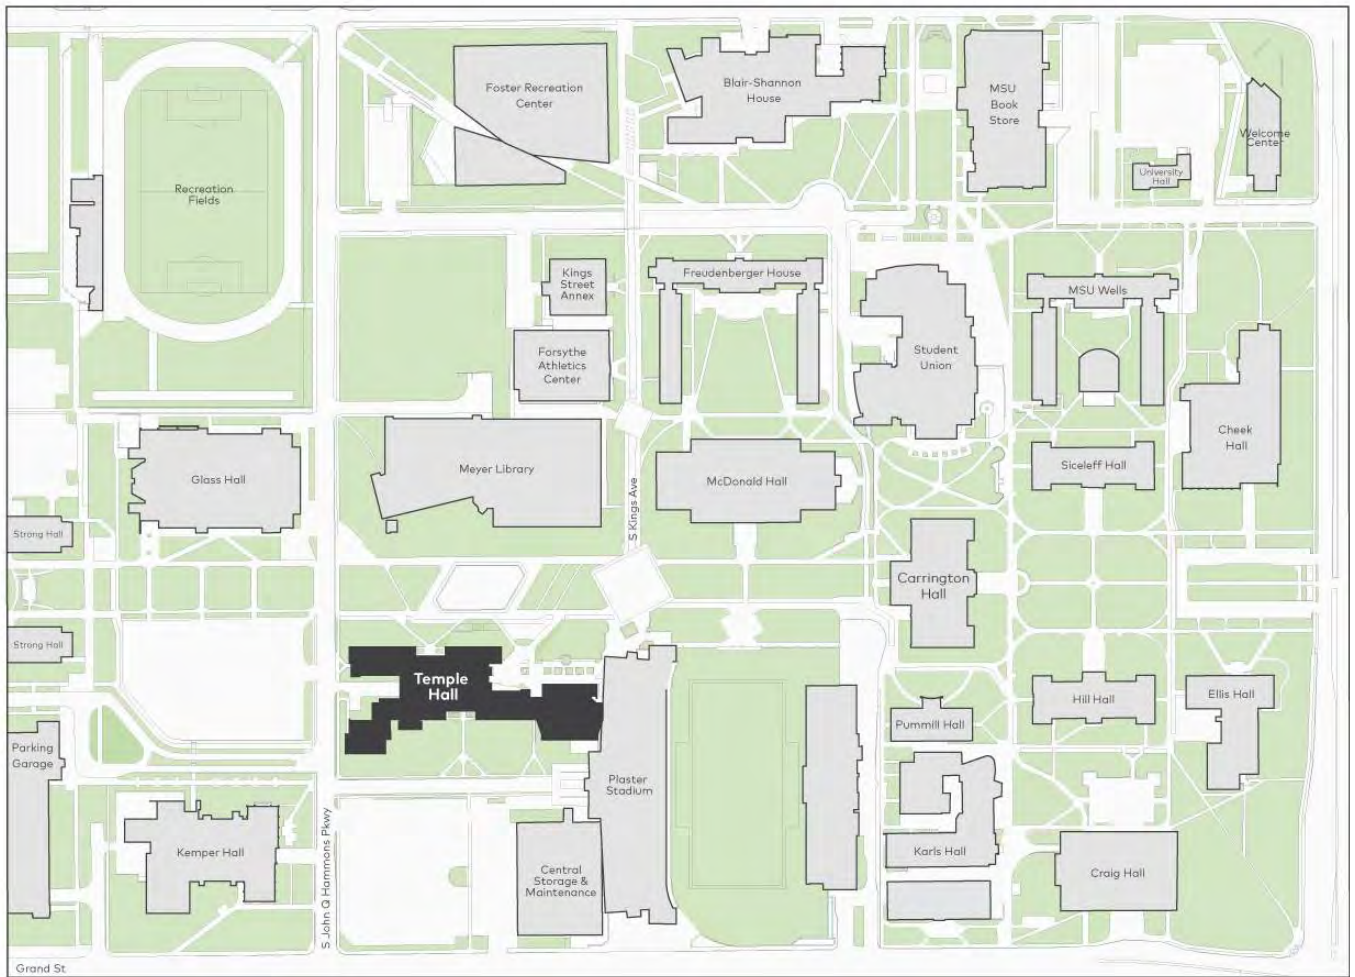 Foster Recreation
Center
Blair-Shannon
House
MSU
Book
Store
Welcome
Center
University
Hall
Recreation
Fields
Kings
Street
Annex
Freudenberger House
MSU Wells
Forsythe
Athletics
Center
Student
Union
Cheek
Hall
Glass Hall
Meyer Library
McDonald Hall
Siceleff Hall
S Kings Ave
Strong Hall
Carrington
Hall
Strong Hall
Temple
Hall
Hill Hall
Ellis Hall
Pummill Hall
Parking
Garage
Plaster
Stadium
Kemper Hall
S John Q Hammons Pkwy
Central
Storage &
Maintenance
Karls Hall
Craig Hall
Grand St